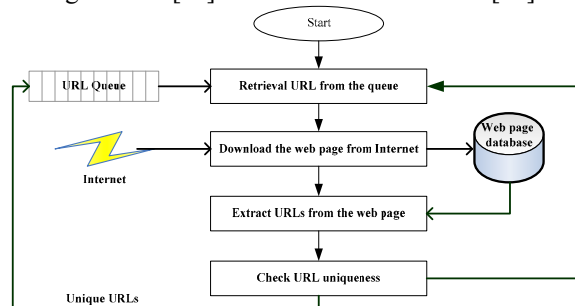 Start
URL Queue
Retrieval URL from the queue
Download the web page from Internet
Web page
database
Internet
Extract URLs from the web page
Check URL uniqueness
Unique URLs